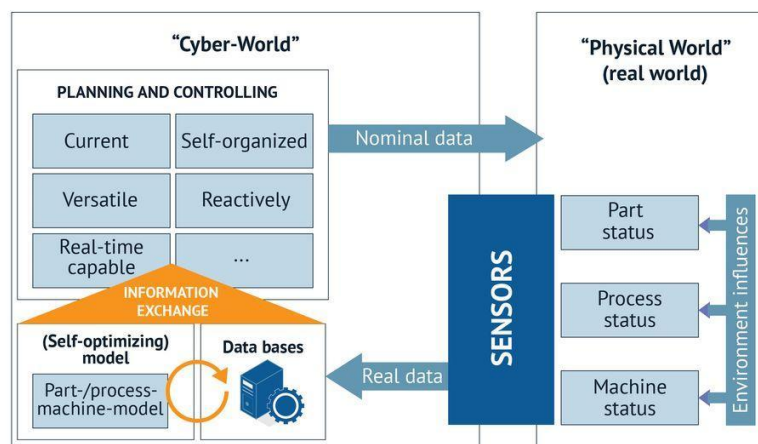 “Cyber-World”
PLANNING AND CONTROLLING
Current
Self-organized
Versatile
Reactively
Real-time
capable
...
INFORMATION
EXCHANGE
(Self-optimizing)
model
Part-/process-
machine-model
Data bases
Nominal data
Real data
SENSORS
“Physical World”
(real world)
Part
status
Process
status
Machine
status
Environment influences